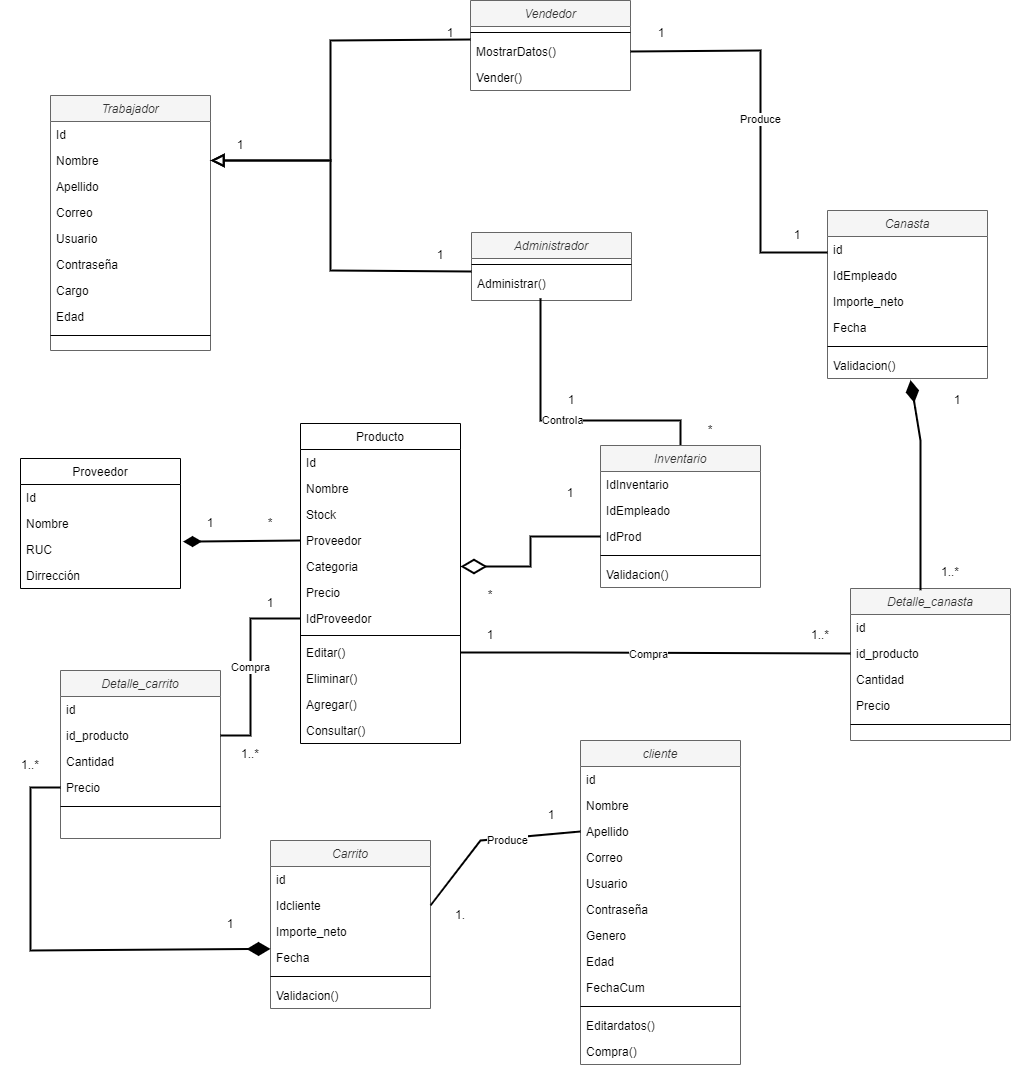 Vendedor
MostrarDatos()
Vender()
1
1
Produce
1
Trabajador
Id
Nombre
Apellido
Correo
Usuario
Contraseña
Cargo
Edad
1
1
Administrador
Administrar()
Canasta
id
IdEmpleado
Importe_neto
Fecha
Validacion()
1
Controla
*
1
Inventario
IdInventario
IdEmpleado
IdProd
Validacion()
1
*
Producto
Id
Nombre
Stock
Proveedor
Categoria
Precio
IdProveedor
Editar()
Eliminar()
Agregar()
Consultar()
Proveedor
Id
Nombre
RUC
Dirrección
1
*
1
Compra
1..*
1
Compra
1..*
1..*
Detalle_canasta
id
id_producto
Cantidad
Precio
Detalle_carrito
id
id_producto
Cantidad
Precio
1..*
1
Carrito
id
Idcliente
Importe_neto
Fecha
Validacion()
1
Produce
1.
cliente
id
Nombre
Apellido
Correo
Usuario
Contraseña
Genero
Edad
FechaCum
Editardatos()
Compra()